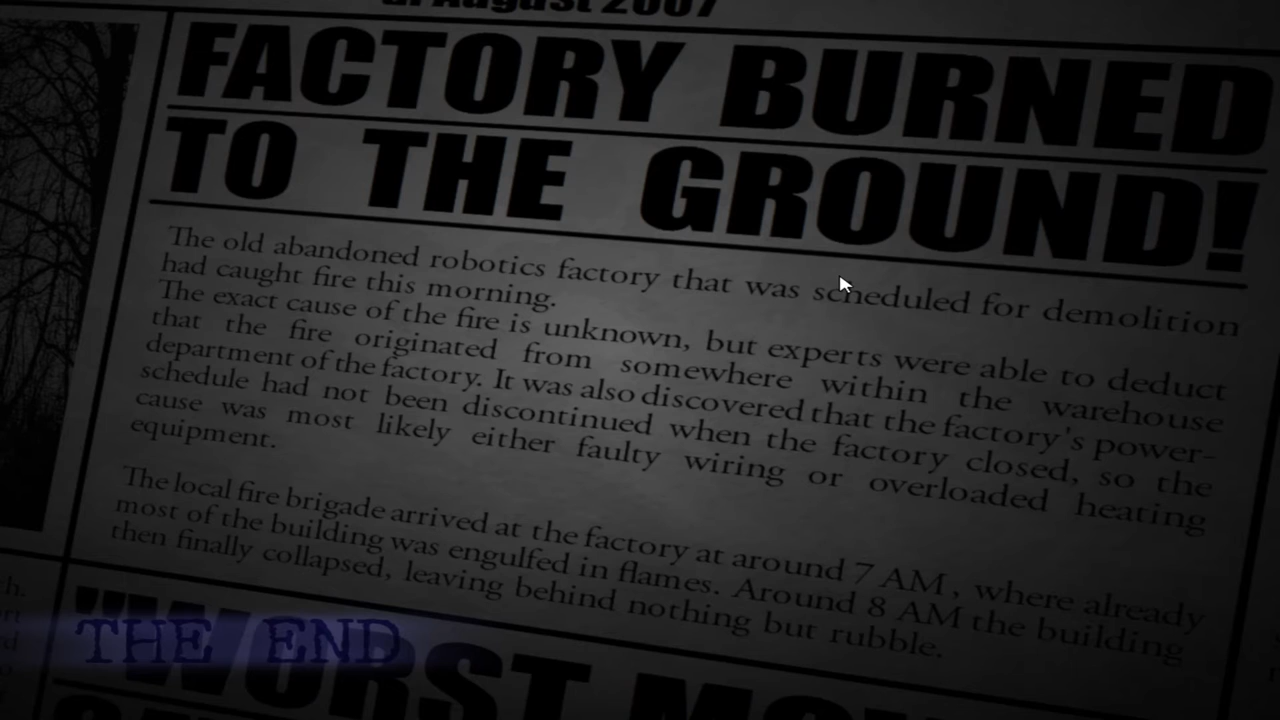 August 2007
FACTORY BURNED
TO THE GROUND!
The old abandoned robotics factory that was scheduled for demolition
had caught fire this morning.
The exact cause of the fire is unknown, but experts were able to deduct
that the fire originated from somewhere within the warehouse
department of the factory. It was also discovered that the factory's power-
schedule had not been discontinued when the factory closed, so the
cause was most likely either faulty wiring or overloaded heating
equipment.
The local fire brigade arrived at the factory at around 7 AM, where already
most of the building was engulfed in flames. Around 8 AM the building
then finally collapsed, leaving behind nothing but rubble.
h.
THE END
"WORST